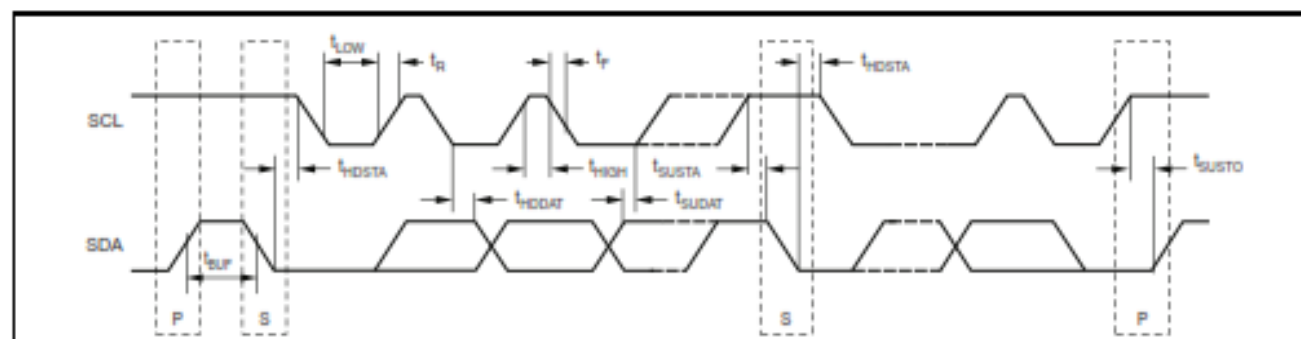 tLOW
tR
tF
tHDSTA
SCL
tHDSTA
tHIGH
tSUSTA
tSUSTO
tHDDAT
tSUDAT
SDA
tBUF
P
S
S
P